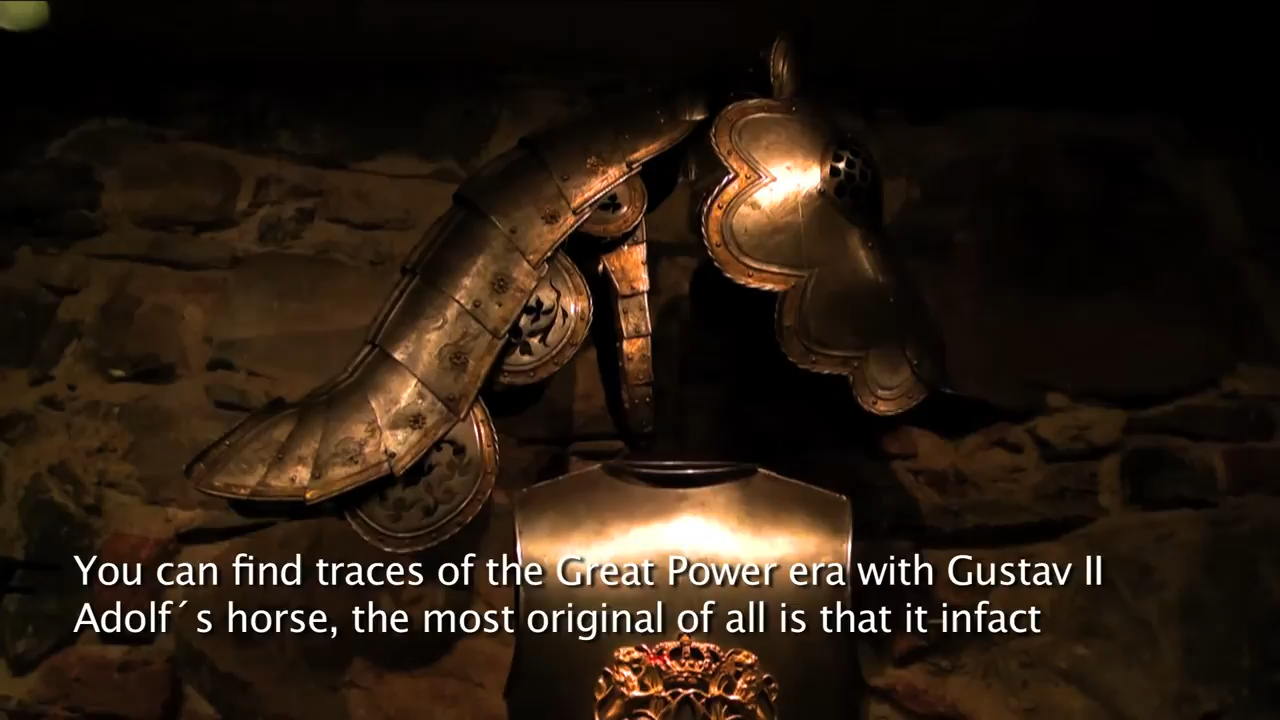 You can find traces of the Great Power era with Gustav II
Adolf´s horse, the most original of all is that it infact